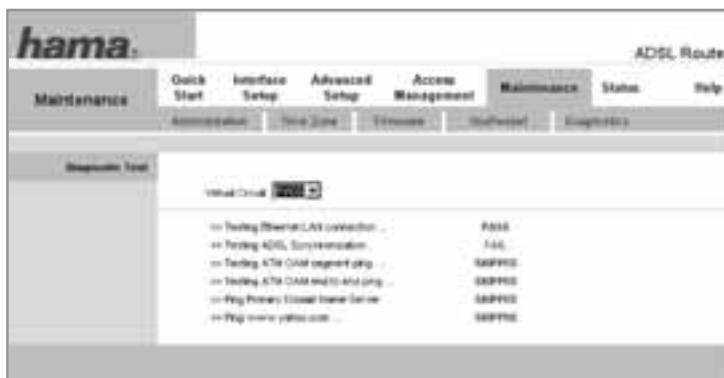 hama®
ADSL Route
Maintenance
Quick Start
Interface Setup
Advanced Setup
Access Management
Maintenance
Status
Help
Administration
Time Zone
Firmware
SysRestart
Diagnostics
Diagnostic Test
Virtual Circuit
>> Testing Ethernet LAN connection ... PASS
>> Testing ADSL Synchronization ... FAIL
>> Testing ATM OAM segment ping ... SKIPPED
>> Testing ATM OAM end to end ping ... SKIPPED
>> Ping Primary Domain Name Server SKIPPED
>> Ping www.yahoo.com ... SKIPPED